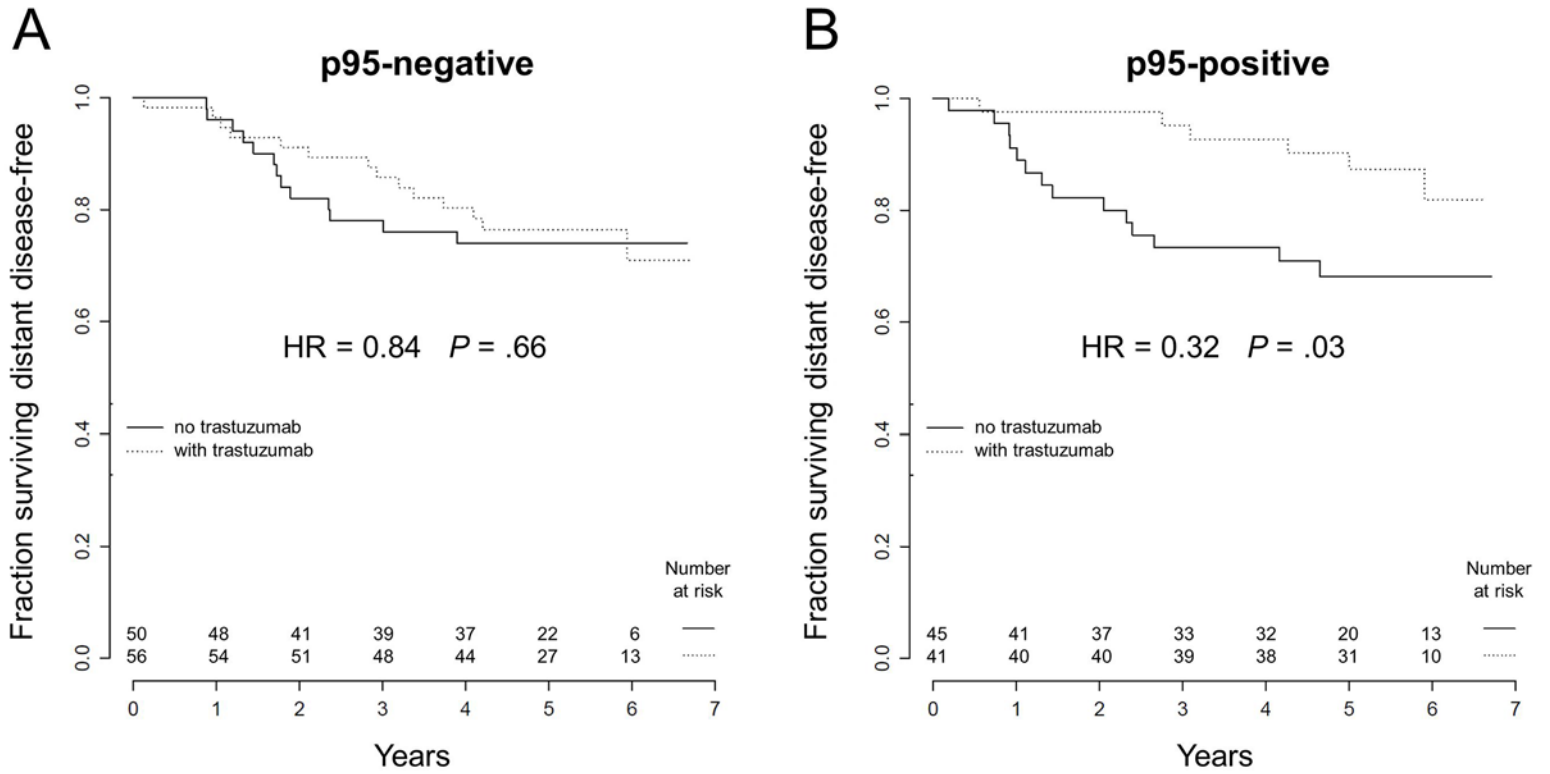 A
p95-negative
Fraction surviving distant disease-free
1.0
0.8
0.6
0.4
0.2
0.0
HR = 0.84 P = .66
no trastuzumab
with trastuzumab
Number
at risk
50 48 41 39 37 22 6
56 54 51 48 44 27 13
0 1 2 3 4 5 6 7
Years
B
p95-positive
Fraction surviving distant disease-free
1.0
0.8
0.6
0.4
0.2
0.0
HR = 0.32 P = .03
no trastuzumab
with trastuzumab
Number
at risk
45 41 37 33 32 20 13
41 40 40 39 38 31 10
0 1 2 3 4 5 6 7
Years